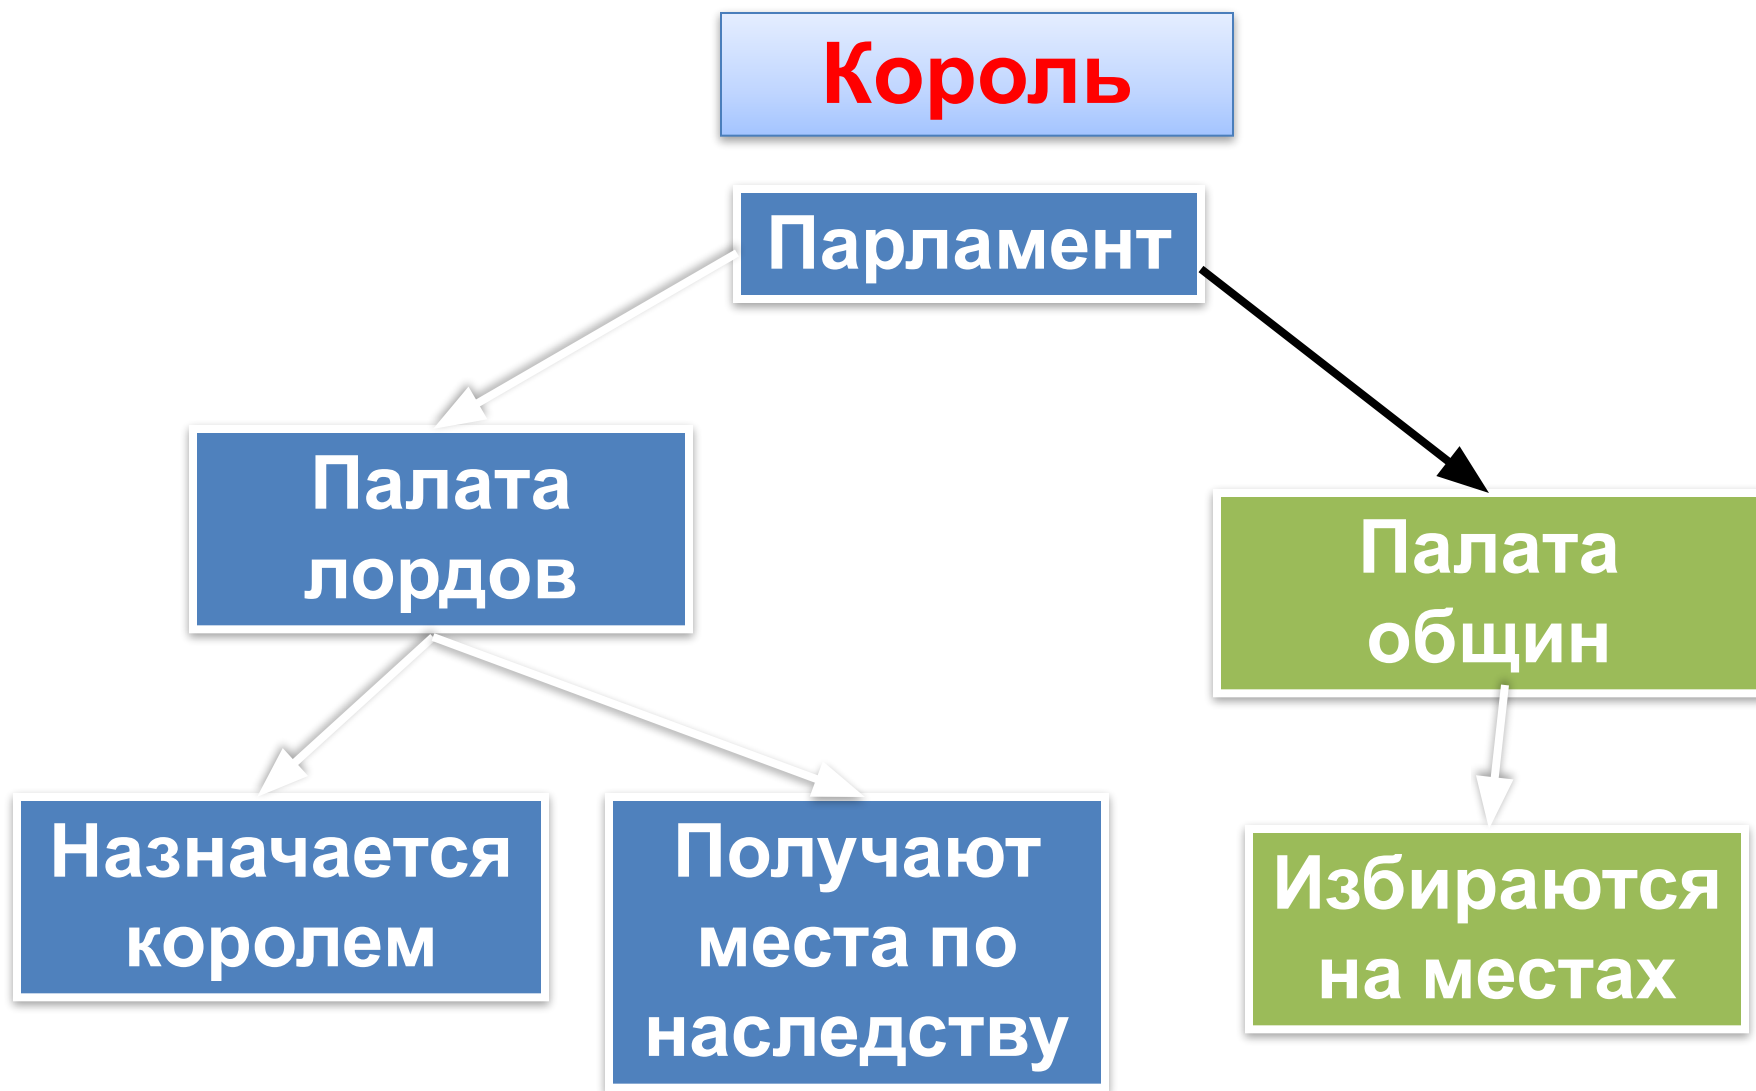 Король
Парламент
Палата
лордов
Палата
общин
Назначается
королем
Получают
места по
наследству
Избираются
на местах